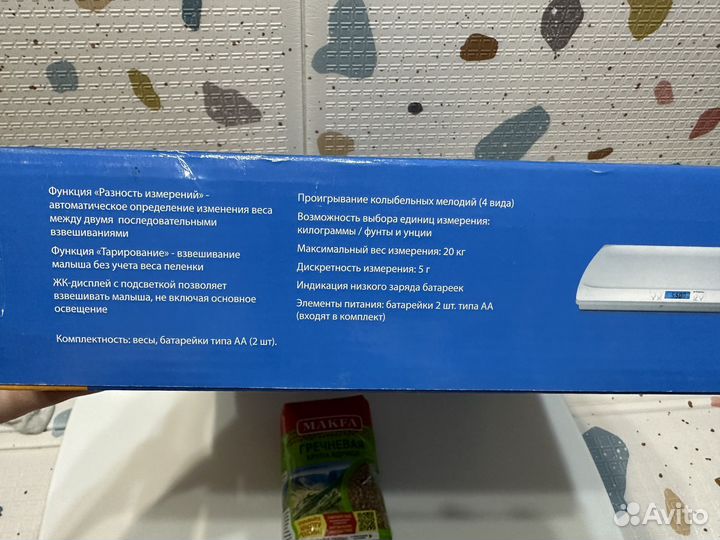 Функция «Разность измерений» -
автоматическое определение изменения веса
между двумя последовательными
взвешиваниями
Функция «Тарирование» - взвешивание
малыша без учета веса пеленки
ЖК-дисплей с подсветкой позволяет
взвешивать малыша, не включая основное
освещение
Комплектность: весы, батарейки типа АА (2 шт).
Проигрывание колыбельных мелодий (4 вида)
Возможность выбора единиц измерения:
килограммы / фунты и унции
Максимальный вес измерения: 20 кг
Дискретность измерения: 5 г
Индикация низкого заряда батареек
Элементы питания: батарейки 2 шт. типа АА
(входят в комплект)
MAKFA
ГРЕЧНЕВАЯ
Avito